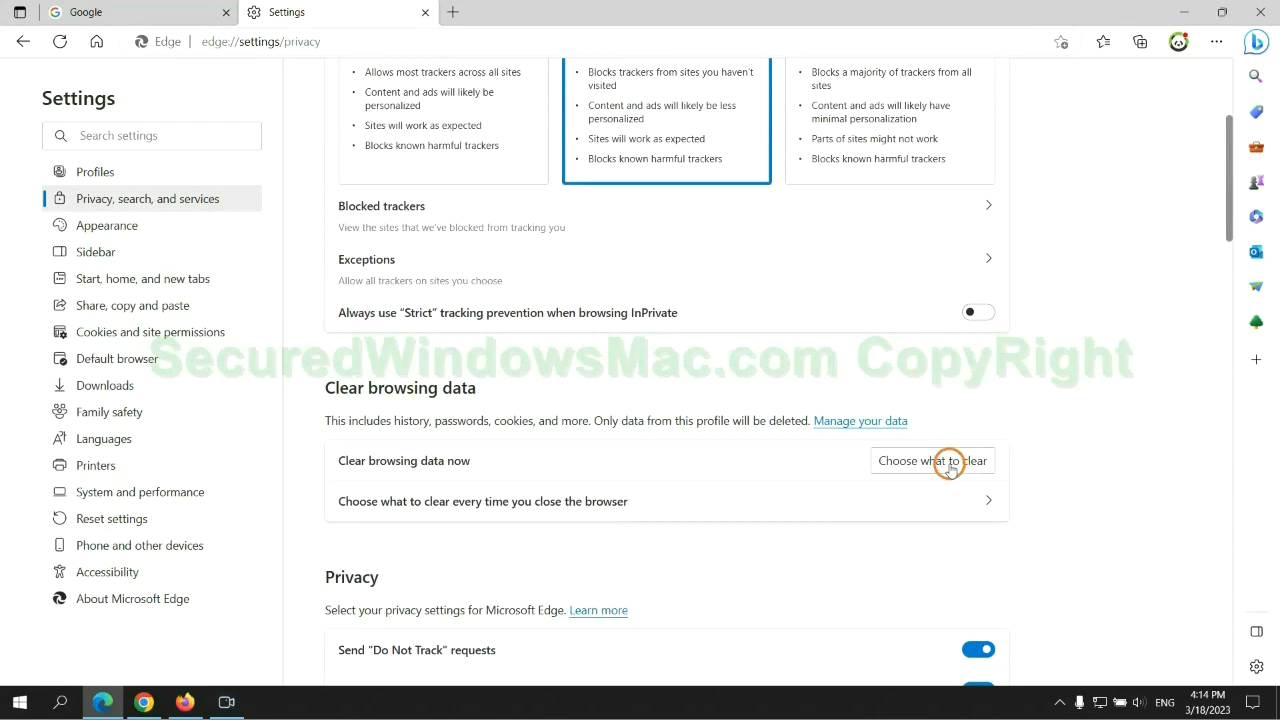 Google
Settings
Edge
edge://settings/privacy
Settings
Search settings
Profiles
Privacy, search, and services
Appearance
Sidebar
Start, home, and new tabs
Share, copy and paste
Cookies and site permissions
Default browser
Downloads
Family safety
Languages
Printers
System and performance
Reset settings
Phone and other devices
Accessibility
About Microsoft Edge
Allows most trackers across all sites
Content and ads will likely be
personalized
Sites will work as expected
Blocks known harmful trackers
Blocks trackers from sites you haven't
visited
Content and ads will likely be less
personalized
Sites will work as expected
Blocks known harmful trackers
Blocks a majority of trackers from all
sites
Content and ads will likely have
minimal personalization
Parts of sites might not work
Blocks known harmful trackers
Blocked trackers
View the sites that we've blocked from tracking you
Exceptions
Allow all trackers on sites you choose
Always use “Strict” tracking prevention when browsing InPrivate
SecuredWindowsMac.com CopyRight
Clear browsing data
This includes history, passwords, cookies, and more. Only data from this profile will be deleted. Manage your data
Clear browsing data now
Choose what to clear
Choose what to clear every time you close the browser
Privacy
Select your privacy settings for Microsoft Edge. Learn more
Send "Do Not Track" requests
ENG
4:14 PM
3/18/2023